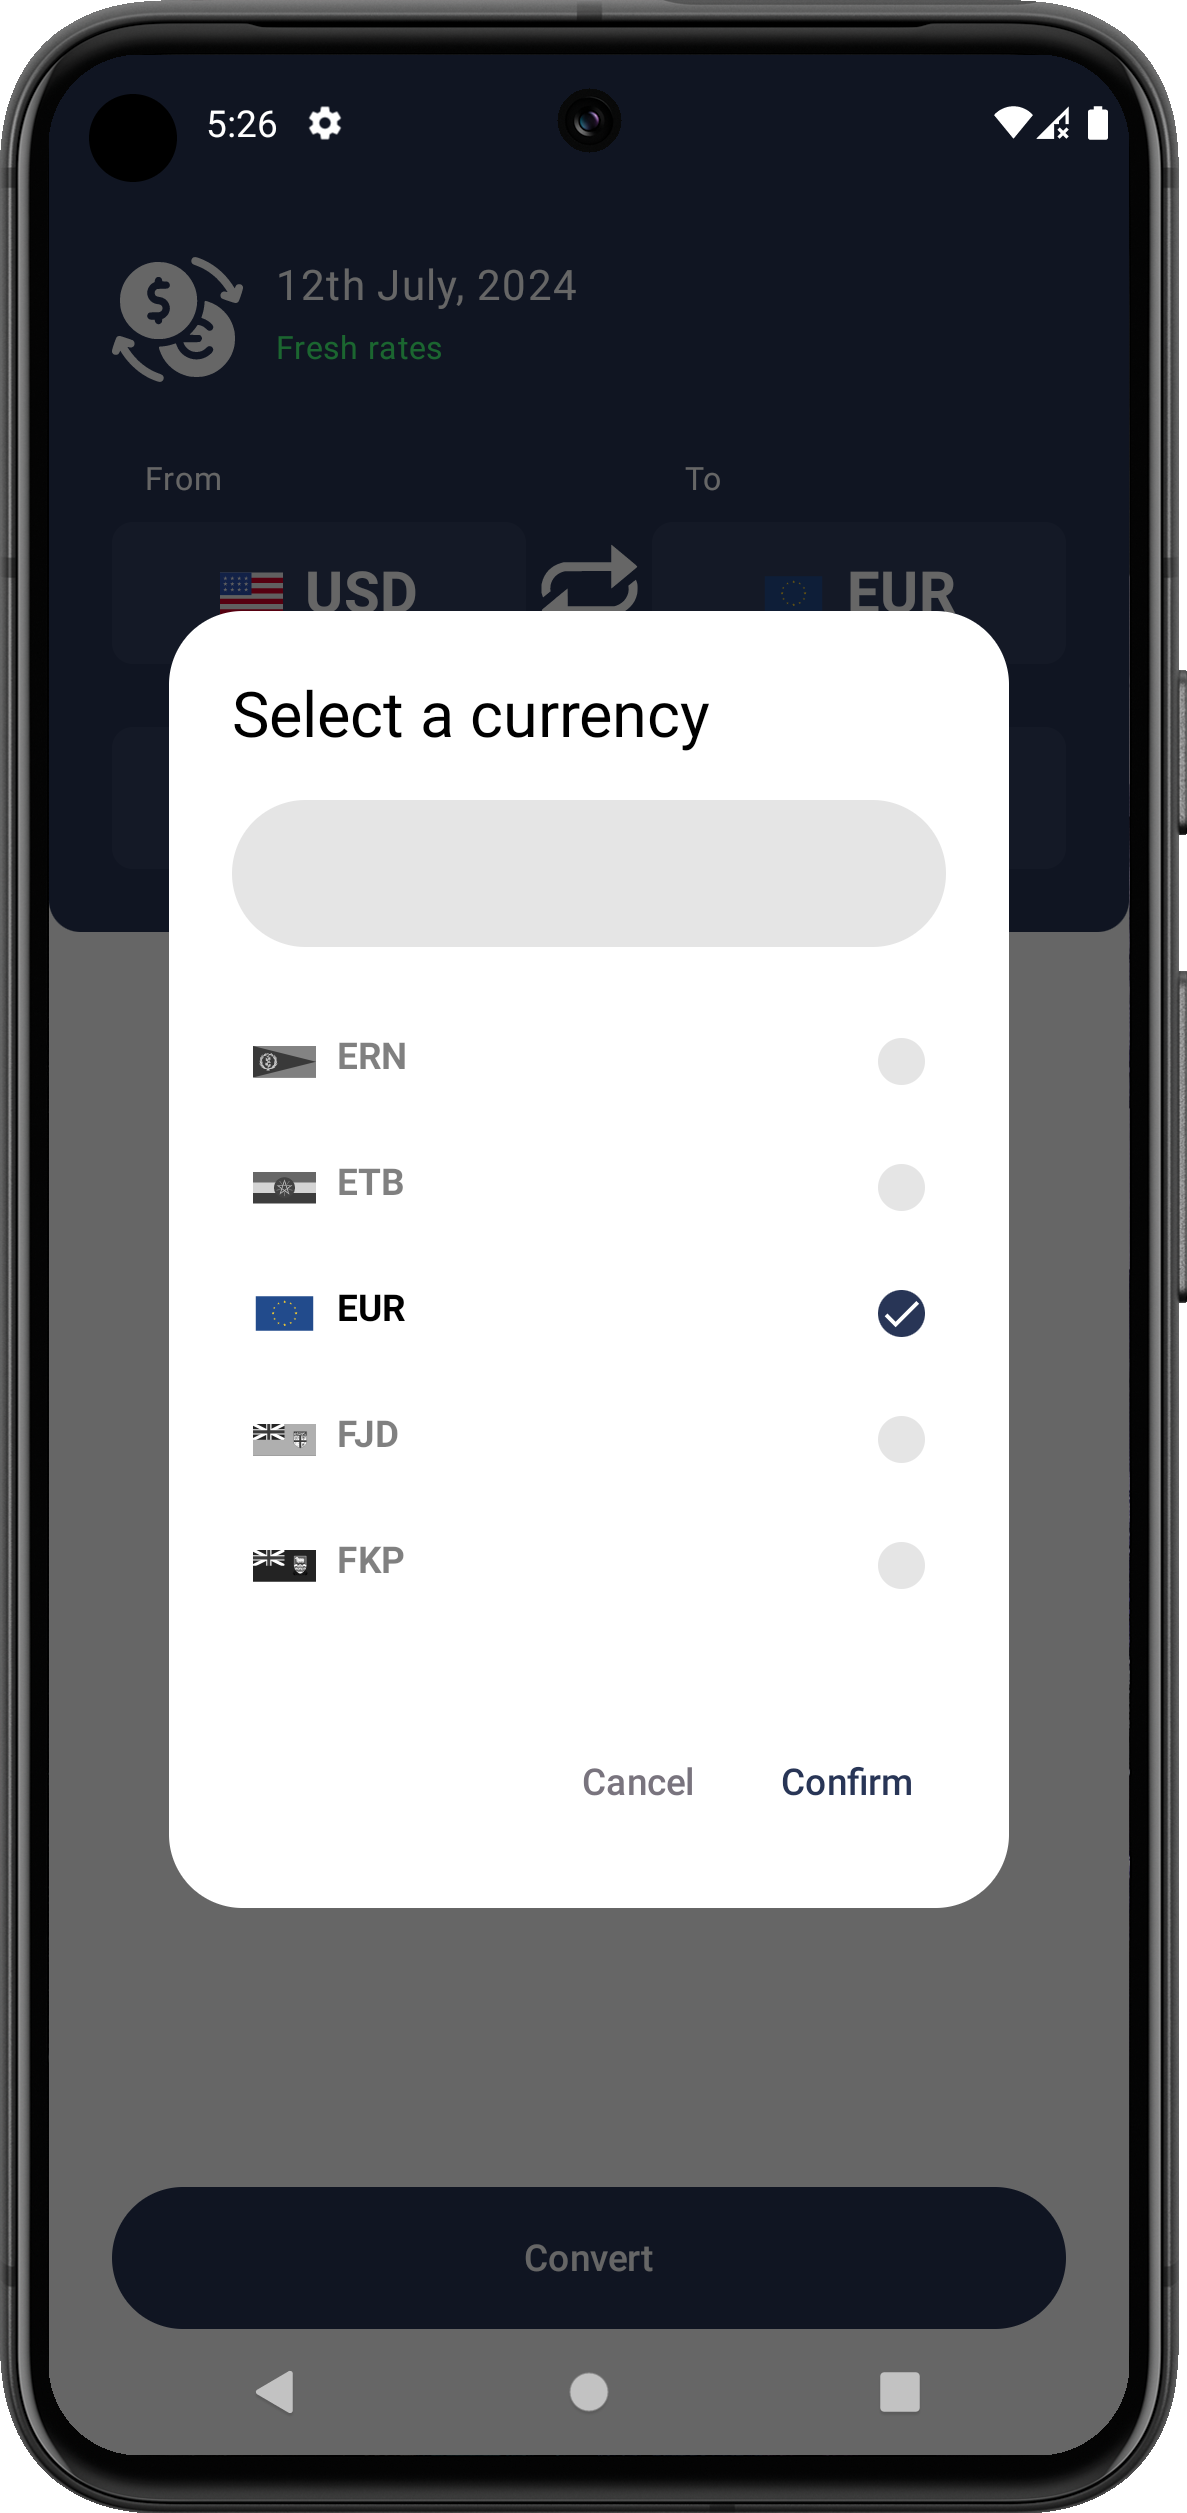 5:26
12th July, 2024
Fresh rates
From To
USD EUR
Select a currency
ERN
ETB
EUR
FJD
FKP
Cancel Confirm
Convert